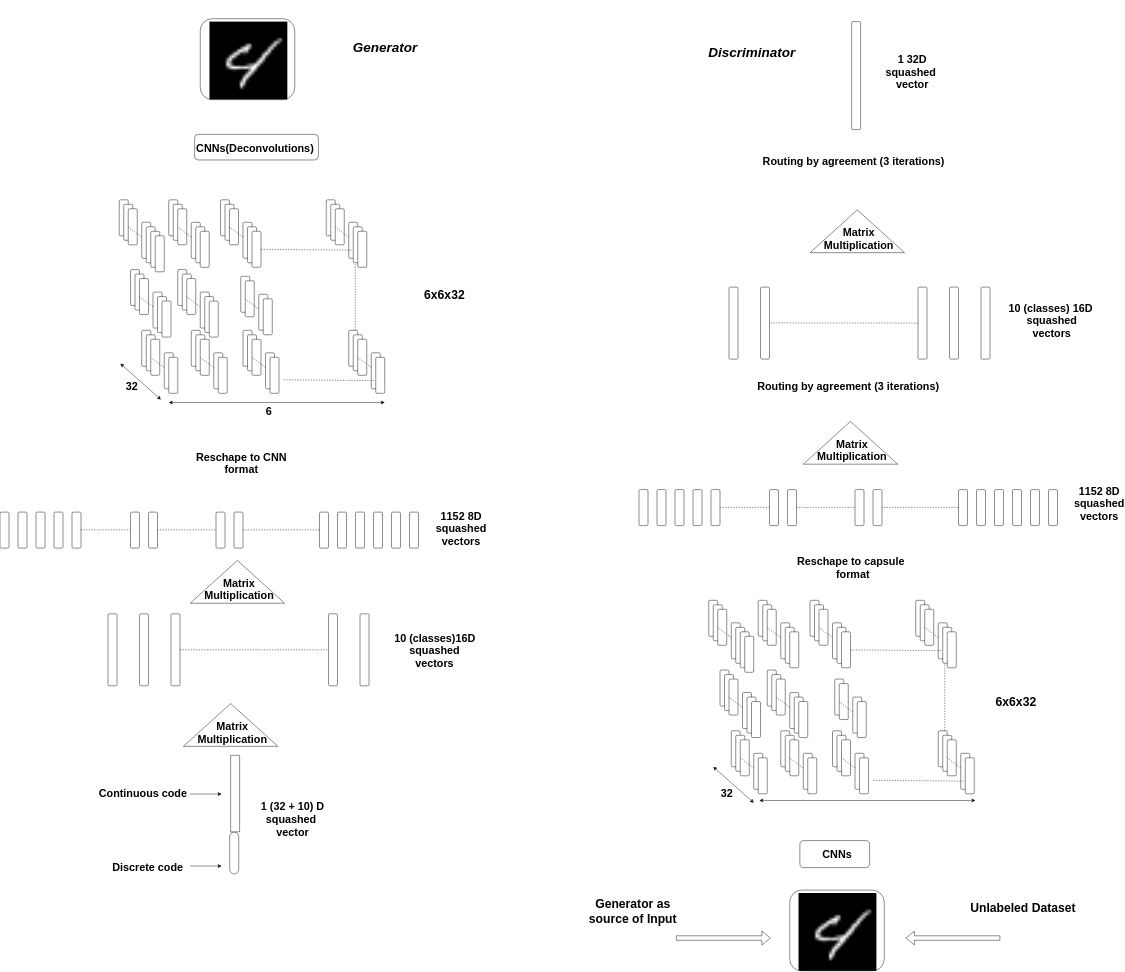 Generator
CNNs(Deconvolutions)
6x6x32
32
6
Reschape to CNN
format
1152 8D
squashed
vectors
Matrix
Multiplication
10 (classes)16D
squashed
vectors
Matrix
Multiplication
Continuous code
1 (32 + 10) D
squashed
vector
Discrete code
Discriminator
1 32D
squashed
vector
Routing by agreement (3 iterations)
Matrix
Multiplication
10 (classes) 16D
squashed
vectors
Routing by agreement (3 iterations)
Matrix
Multiplication
1152 8D
squashed
vectors
Reschape to capsule
format
6x6x32
32
CNNs
Generator as
source of Input
Unlabeled Dataset
4
4